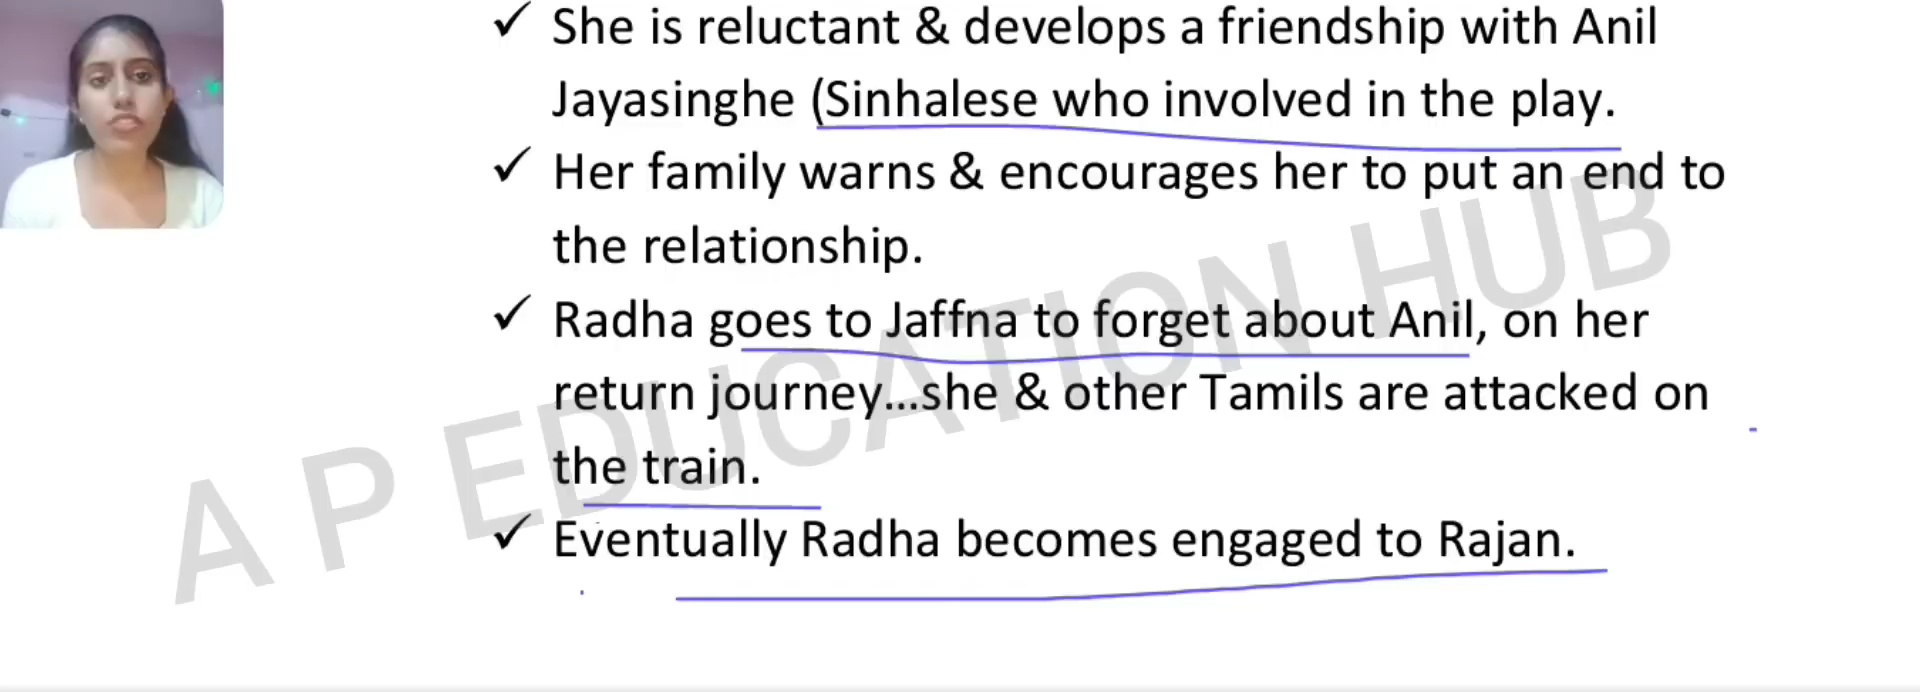 ✓ She is reluctant & develops a friendship with Anil
Jayasinghe (Sinhalese who involved in the play.
✓ Her family warns & encourages her to put an end to
the relationship.
✓ Radha goes to Jaffna to forget about Anil, on her
return journey...she & other Tamils are attacked on
the train.
✓ Eventually Radha becomes engaged to Rajan.
A P EDUCATION HUB